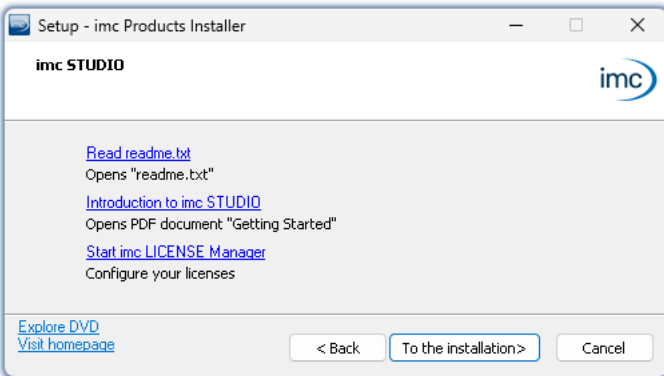 Setup - imc Products Installer
imc STUDIO
imc
Read readme.txt
Opens "readme.txt"
Introduction to imc STUDIO
Opens PDF document "Getting Started"
Start imc LICENSE Manager
Configure your licenses
Explore DVD
Visit homepage
< Back
To the installation>
Cancel